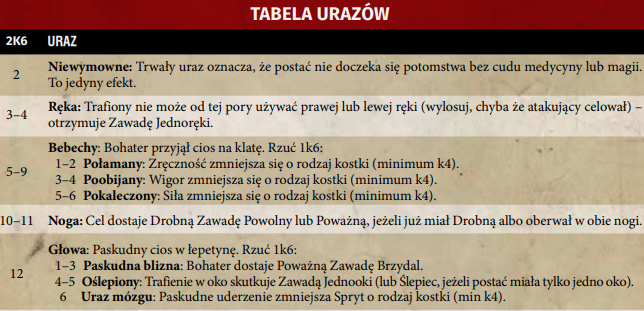 TABELA URAZÓW
2K6 URAZ
2 Niewymowne: Trwały uraz oznacza, że postać nie doczeka się potomstwa bez cudu medycyny lub magii.
To jedyny efekt.
3–4 Ręka: Trafiony nie może od tej pory używać prawej lub lewej ręki (wylosuj, chyba że atakujący celował) –
otrzymuje Zawadę Jednoręki.
Bebechy: Bohater przyjął cios na klatę. Rzuć 1k6:
1–2 Połamany: Zręczność zmniejsza się o rodzaj kostki (minimum k4).
5–9 3–4 Poobijany: Wigor zmniejsza się o rodzaj kostki (minimum k4).
5–6 Pokaleczony: Siła zmniejsza się o rodzaj kostki (minimum k4).
10–11 Noga: Cel dostaje Drobną Zawadę Powolny lub Poważną, jeżeli już miał Drobną albo oberwał w obie nogi.
Głowa: Paskudny cios w łepetynę. Rzuć 1k6:
1–3 Paskudna blizna: Bohater dostaje Poważną Zawadę Brzydal.
12 4–5 Oślepiony: Trafienie w oko skutkuje Zawadą Jednooki (lub Ślepiec, jeżeli postać miała tylko jedno oko).
6 Uraz mózgu: Paskudne uderzenie zmniejsza Spryt o rodzaj kostki (min k4).